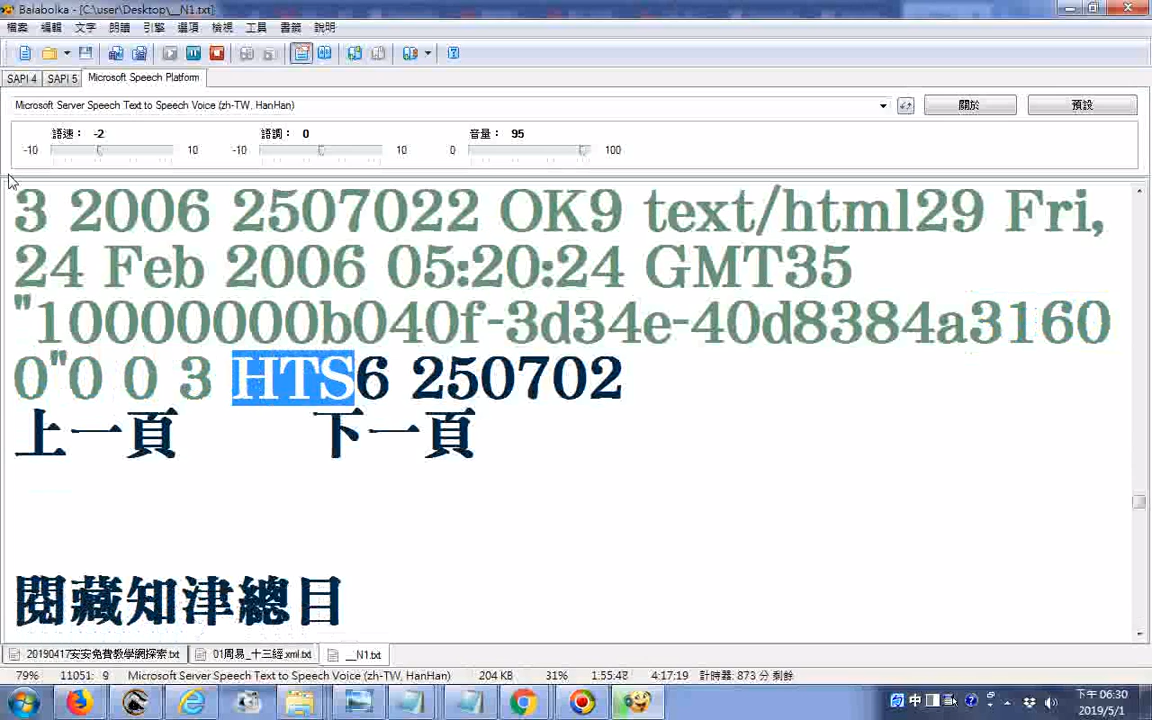 Balabolka - [C:\user\Desktop\__N1.txt]
檔案 編輯 文字 朗讀 引擎 選項 檢視 工具 書籤 說明
SAPI 4 SAPI 5 Microsoft Speech Platform
Microsoft Server Speech Text to Speech Voice (zh-TW, HanHan) 關於 預設
語速： -2 語調： 0 音量： 95
-10 10 -10 10 0 100
3 2006 2507022 OK9 text/html29 Fri,
24 Feb 2006 05:20:24 GMT35
"10000000b040f-3d34e-40d8384a3160
0"0 0 3 HTS6 250702
上一頁 下一頁
閱藏知津總目
20190417安安免費教學網探索.txt 01周易_十三經.xml.txt __N1.txt
79% 11051: 9 Microsoft Server Speech Text to Speech Voice (zh-TW, HanHan) 204 KB 31% 1:55:48 4:17:19 計時器: 873 分 剩餘
中
下午 06:30
2019/5/1